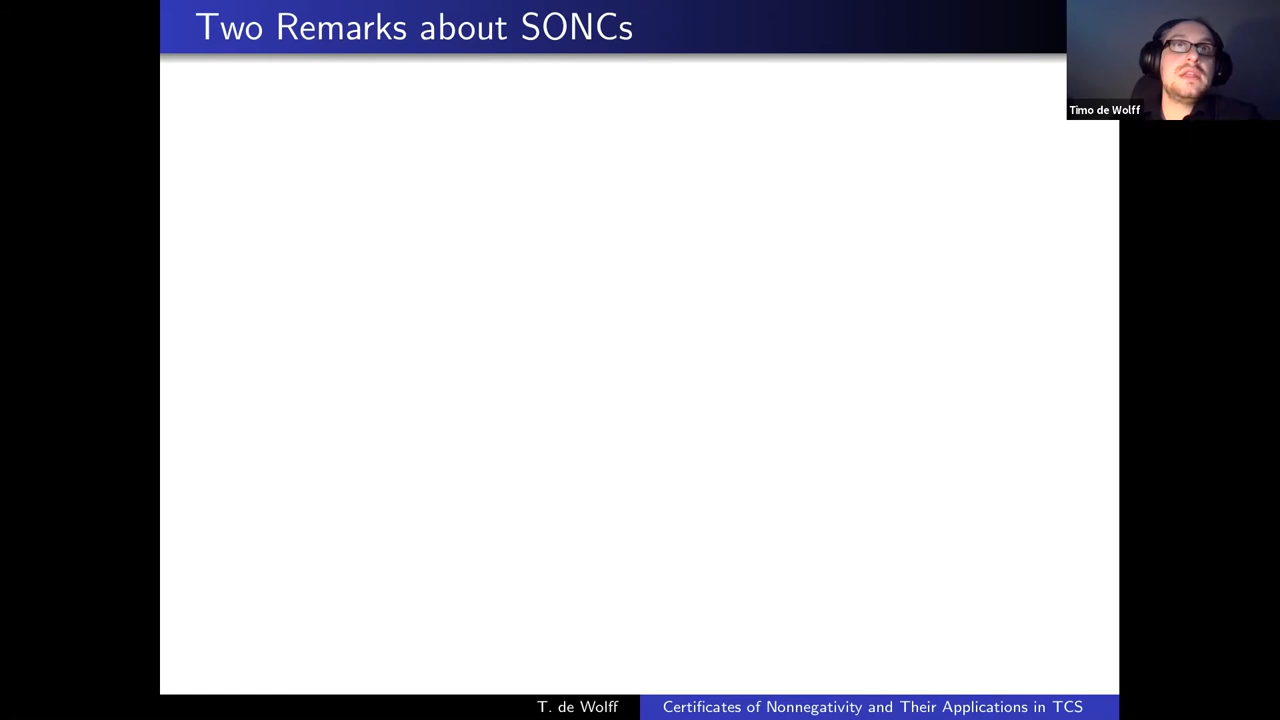 Two Remarks about SONCs
Timo de Wolff
T. de Wolff
Certificates of Nonnegativity and Their Applications in TCS